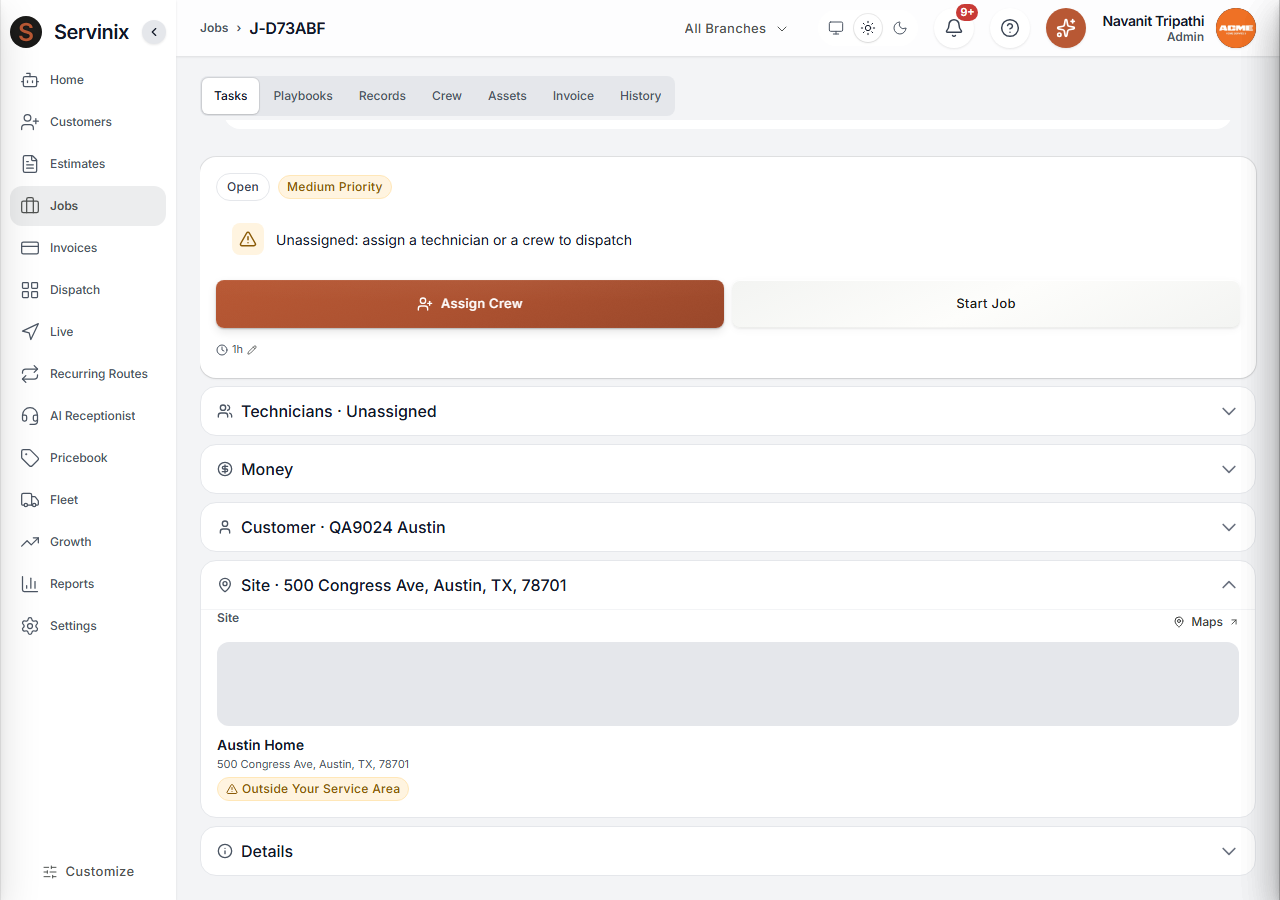 S Servinix
Jobs › J-D73ABF
All Branches
9+
Navanit Tripathi
Admin
ACME
Home
Customers
Estimates
Jobs
Invoices
Dispatch
Live
Recurring Routes
AI Receptionist
Pricebook
Fleet
Growth
Reports
Settings
Customize
Tasks Playbooks Records Crew Assets Invoice History
Open Medium Priority
Unassigned: assign a technician or a crew to dispatch
Assign Crew Start Job
1h
Technicians · Unassigned
Money
Customer · QA9024 Austin
Site · 500 Congress Ave, Austin, TX, 78701
Site Maps
Austin Home
500 Congress Ave, Austin, TX, 78701
Outside Your Service Area
Details